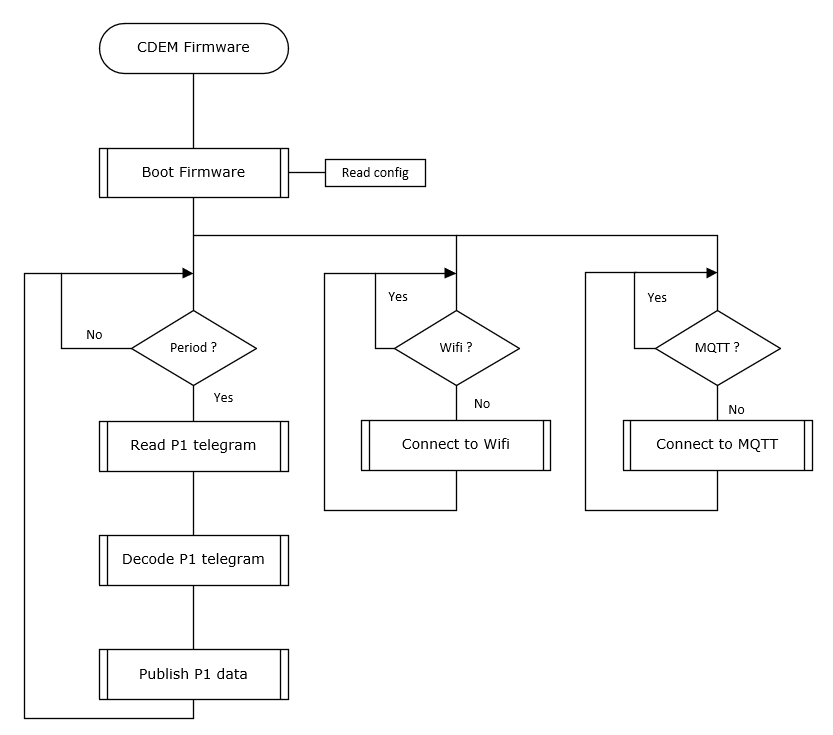 CDEM Firmware
Boot Firmware
Read config
Yes
Yes
No
Period ?
Wifi ?
MQTT ?
Yes
No
No
Read P1 telegram
Connect to Wifi
Connect to MQTT
Decode P1 telegram
Publish P1 data